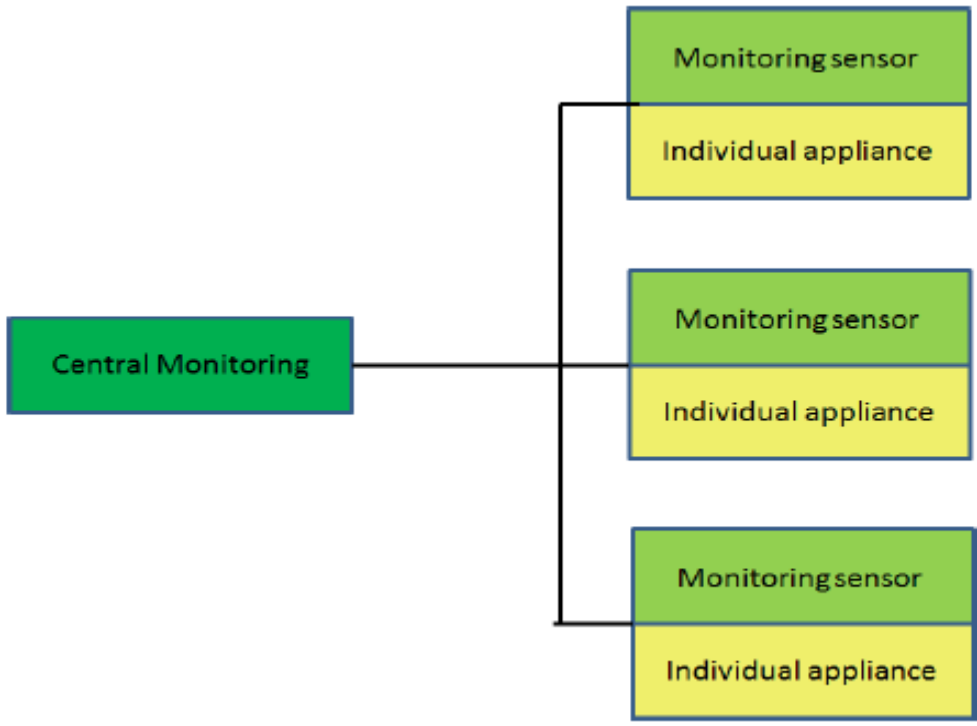 Monitoring sensor
Individual appliance
Central Monitoring
Monitoring sensor
Individual appliance
Monitoring sensor
Individual appliance